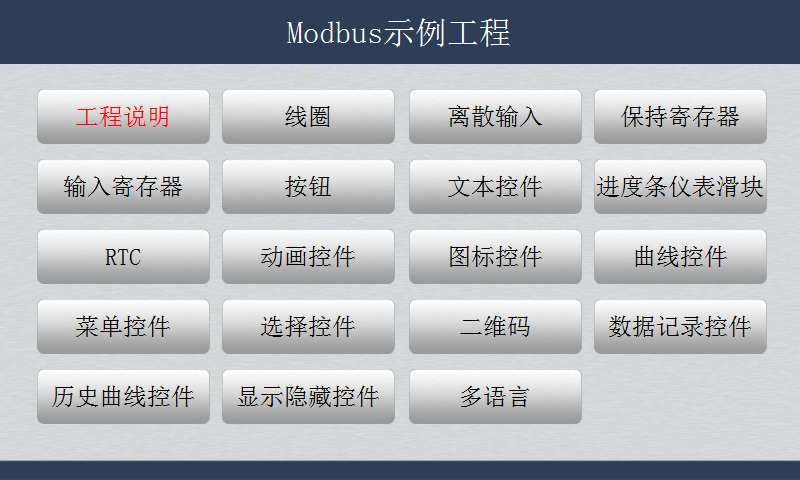 Modbus示例工程
工程说明
线圈
离散输入
保持寄存器
输入寄存器
按钮
文本控件
进度条仪表滑块
RTC
动画控件
图标控件
曲线控件
菜单控件
选择控件
二维码
数据记录控件
历史曲线控件
显示隐藏控件
多语言